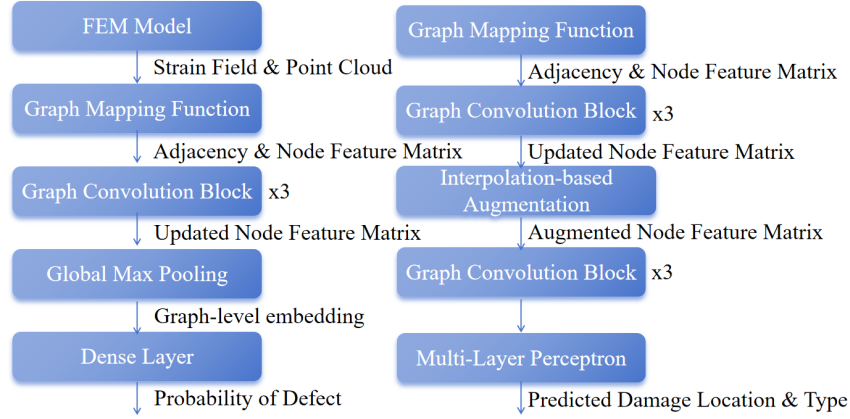 FEM Model
Strain Field & Point Cloud
Graph Mapping Function
Adjacency & Node Feature Matrix
Graph Convolution Block x3
Updated Node Feature Matrix
Global Max Pooling
Graph-level embedding
Dense Layer
Probability of Defect
Graph Mapping Function
Adjacency & Node Feature Matrix
Graph Convolution Block x3
Updated Node Feature Matrix
Interpolation-based
Augmentation
Augmented Node Feature Matrix
Graph Convolution Block x3
Multi-Layer Perceptron
Predicted Damage Location & Type